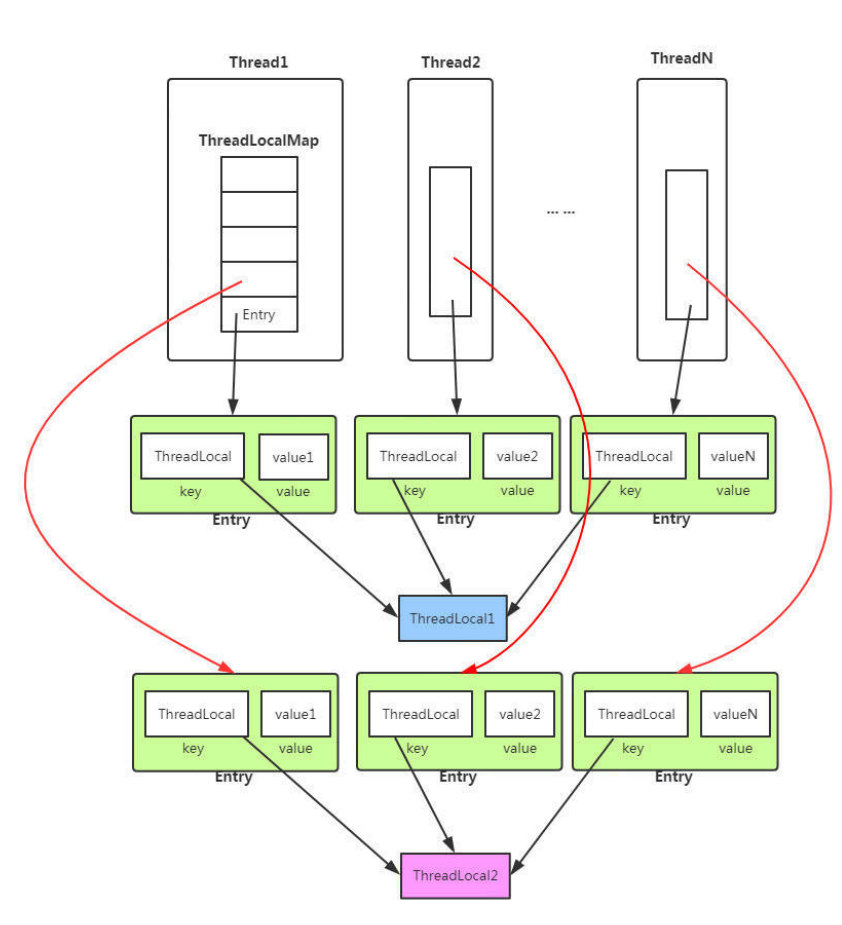 Thread1
Thread2
ThreadN
ThreadLocalMap
... ...
Entry
ThreadLocal
value1
key
value
Entry
ThreadLocal
value2
key
value
Entry
ThreadLocal
valueN
key
value
Entry
ThreadLocal1
ThreadLocal
value1
key
value
Entry
ThreadLocal
value2
key
value
Entry
ThreadLocal
valueN
key
value
Entry
ThreadLocal2